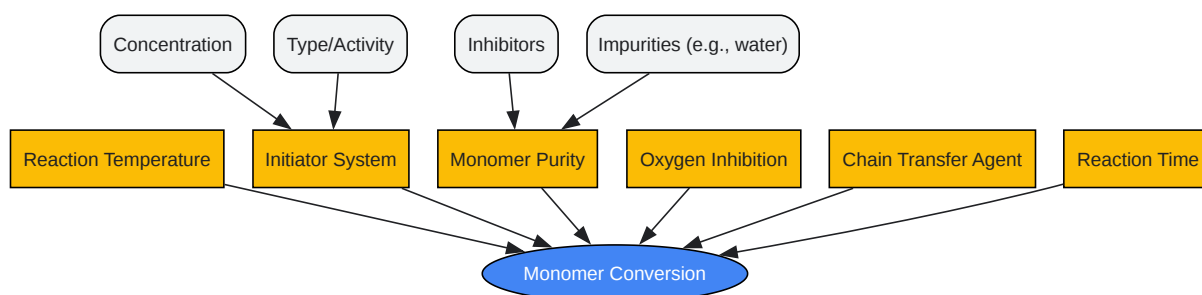 Concentration
Type/Activity
Inhibitors
Impurities (e.g., water)
Reaction Temperature
Initiator System
Monomer Purity
Oxygen Inhibition
Chain Transfer Agent
Reaction Time
Monomer Conversion